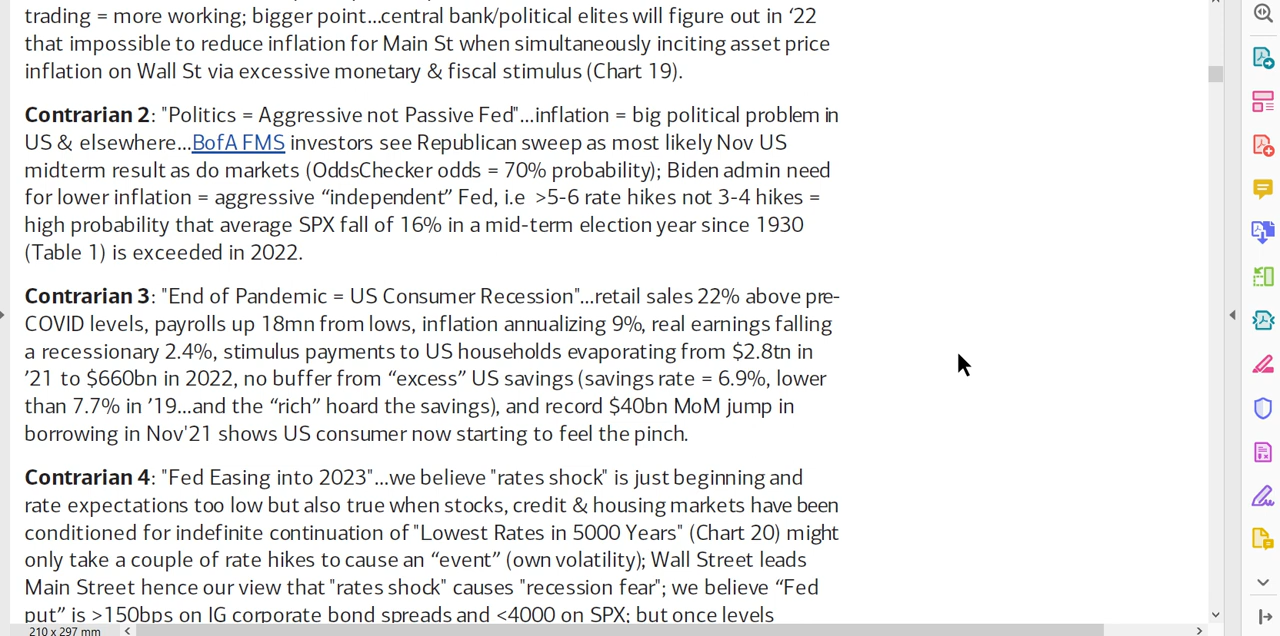 trading = more working; bigger point...central bank/political elites will figure out in ‘22
that impossible to reduce inflation for Main St when simultaneously inciting asset price
inflation on Wall St via excessive monetary & fiscal stimulus (Chart 19).
Contrarian 2: "Politics = Aggressive not Passive Fed"...inflation = big political problem in
US & elsewhere...BofA FMS investors see Republican sweep as most likely Nov US
midterm result as do markets (OddsChecker odds = 70% probability); Biden admin need
for lower inflation = aggressive “independent” Fed, i.e >5-6 rate hikes not 3-4 hikes =
high probability that average SPX fall of 16% in a mid-term election year since 1930
(Table 1) is exceeded in 2022.
Contrarian 3: "End of Pandemic = US Consumer Recession"...retail sales 22% above pre-
COVID levels, payrolls up 18mn from lows, inflation annualizing 9%, real earnings falling
a recessionary 2.4%, stimulus payments to US households evaporating from $2.8tn in
’21 to $660bn in 2022, no buffer from “excess” US savings (savings rate = 6.9%, lower
than 7.7% in ’19...and the “rich” hoard the savings), and record $40bn MoM jump in
borrowing in Nov'21 shows US consumer now starting to feel the pinch.
Contrarian 4: "Fed Easing into 2023"...we believe "rates shock" is just beginning and
rate expectations too low but also true when stocks, credit & housing markets have been
conditioned for indefinite continuation of "Lowest Rates in 5000 Years" (Chart 20) might
only take a couple of rate hikes to cause an “event” (own volatility); Wall Street leads
Main Street hence our view that "rates shock" causes "recession fear"; we believe “Fed
put” is >150bps on IG corporate bond spreads and <4000 on SPX; but once levels
210 x 297 mm